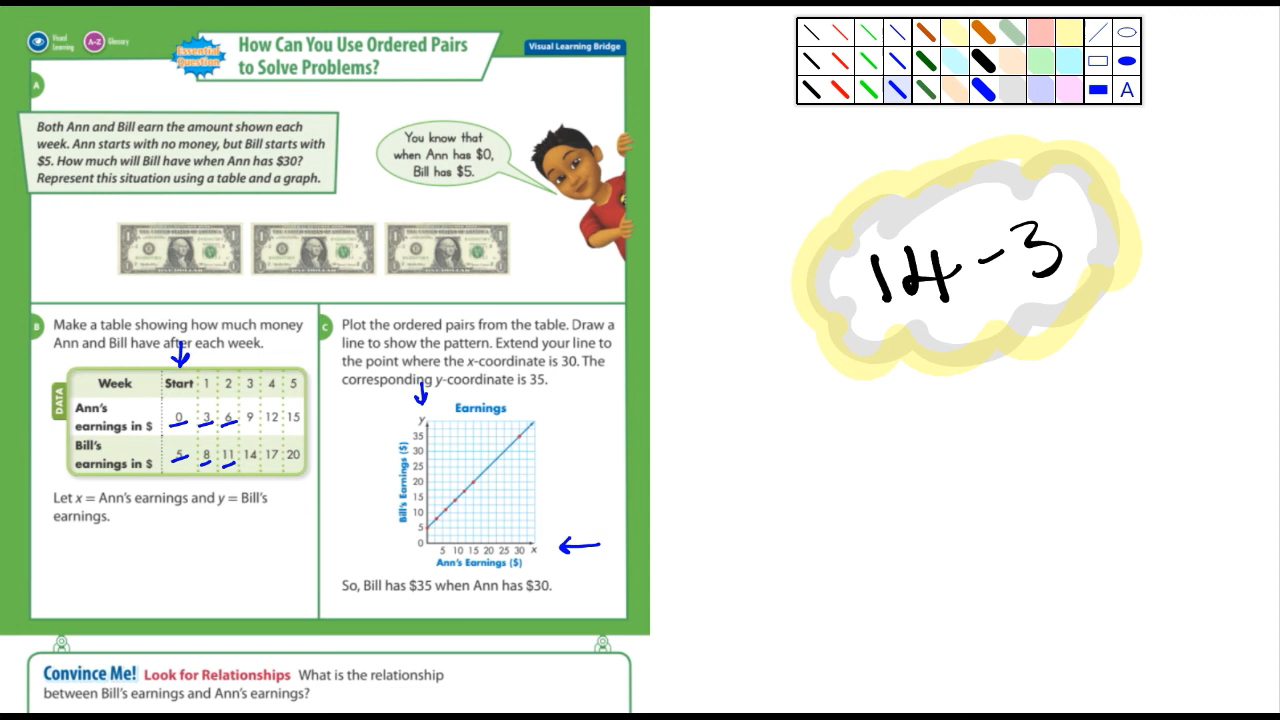 Visual Learning
A-Z Glossary
Essential Question
How Can You Use Ordered Pairs
to Solve Problems?
Visual Learning Bridge
A
Both Ann and Bill earn the amount shown each
week. Ann starts with no money, but Bill starts with
$5. How much will Bill have when Ann has $30?
Represent this situation using a table and a graph.
You know that
when Ann has $0,
Bill has $5.
B
Make a table showing how much money
Ann and Bill have after each week.
DATA
Week Start 1 2 3 4 5
Ann's earnings in $ 0 3 6 9 12 15
Bill's earnings in $ 5 8 11 14 17 20
Let x = Ann's earnings and y = Bill's
earnings.
C
Plot the ordered pairs from the table. Draw a
line to show the pattern. Extend your line to
the point where the x-coordinate is 30. The
corresponding y-coordinate is 35.
Earnings
y
Bill's Earnings ($)
35
30
25
20
15
10
5
0
5 10 15 20 25 30 x
Ann's Earnings ($)
So, Bill has $35 when Ann has $30.
Convince Me! Look for Relationships What is the relationship
between Bill's earnings and Ann's earnings?
A
14-3